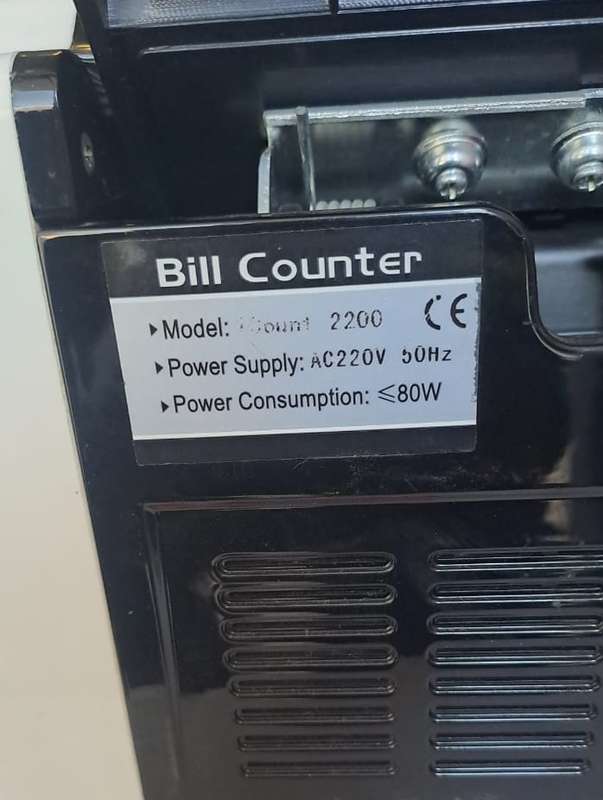 Bill Counter
▸Model: 2200 CE
▸Power Supply: AC220V 50Hz
▸Power Consumption: ≤80W